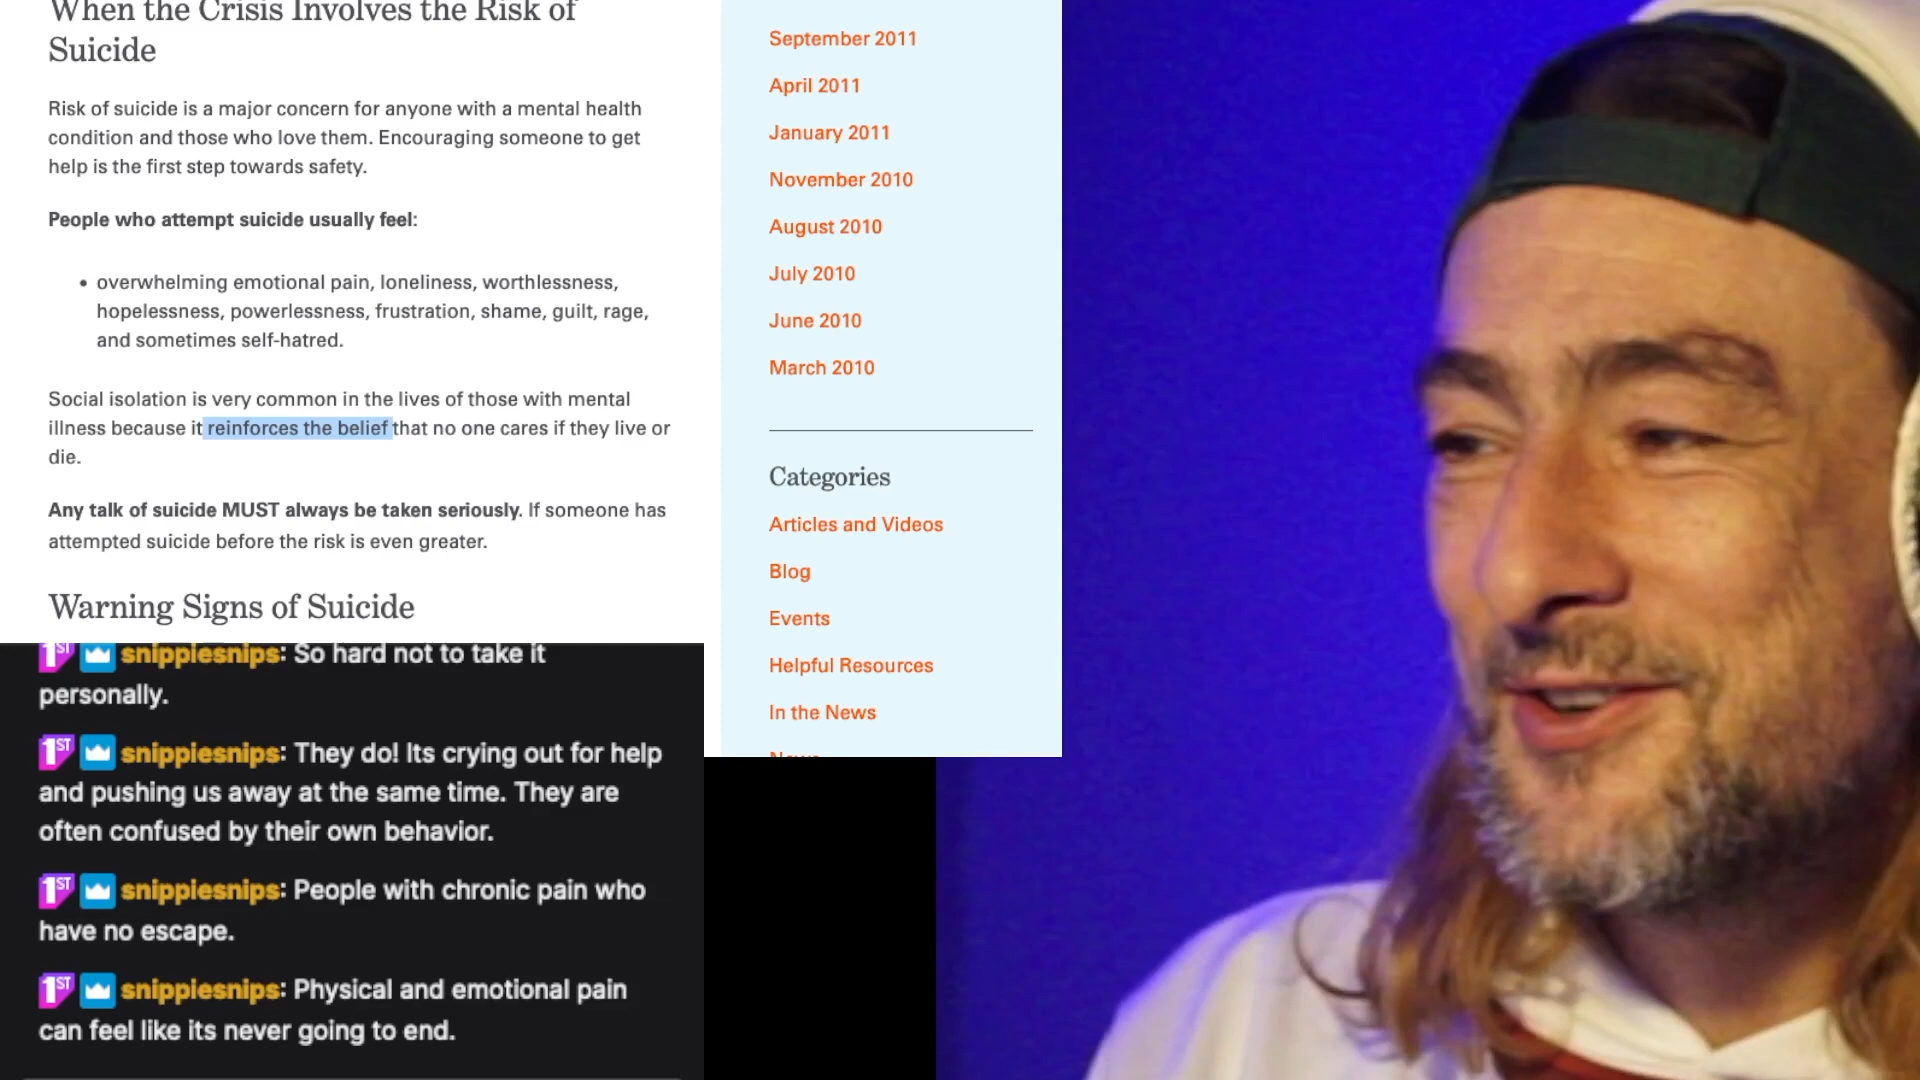 When the Crisis Involves the Risk of
Suicide
Risk of suicide is a major concern for anyone with a mental health
condition and those who love them. Encouraging someone to get
help is the first step towards safety.
People who attempt suicide usually feel:
• overwhelming emotional pain, loneliness, worthlessness,
hopelessness, powerlessness, frustration, shame, guilt, rage,
and sometimes self-hatred.
Social isolation is very common in the lives of those with mental
illness because it reinforces the belief that no one cares if they live or
die.
Any talk of suicide MUST always be taken seriously. If someone has
attempted suicide before the risk is even greater.
Warning Signs of Suicide
September 2011
April 2011
January 2011
November 2010
August 2010
July 2010
June 2010
March 2010
Categories
Articles and Videos
Blog
Events
Helpful Resources
In the News
News
1ST snippiesnips: So hard not to take it
personally.
1ST snippiesnips: They do! Its crying out for help
and pushing us away at the same time. They are
often confused by their own behavior.
1ST snippiesnips: People with chronic pain who
have no escape.
1ST snippiesnips: Physical and emotional pain
can feel like its never going to end.